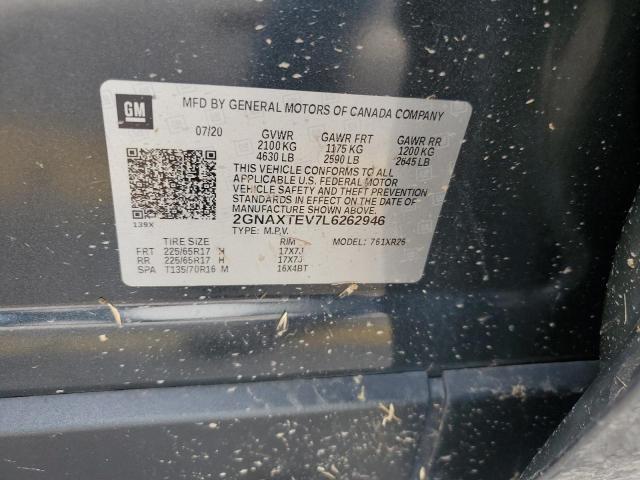 GM
MFD BY GENERAL MOTORS OF CANADA COMPANY
07/20 GVWR GAWR FRT GAWR RR
2100 KG 1175 KG 1200 KG
4630 LB 2590 LB 2645 LB
THIS VEHICLE CONFORMS TO ALL
APPLICABLE U.S. FEDERAL MOTOR
VEHICLE SAFETY AND THEFT PREVENTION
STANDARDS IN EFFECT ON THE DATE OF
MANUFACTURE SHOWN ABOVE.
2GNAXTEV7L6262946
139X TYPE: M.P.V.
TIRE SIZE RIM MODEL: 761XR26
FRT 225/65R17 H 17X7J
RR 225/65R17 H 17X7J
SPA T135/70R16 M 16X4BT